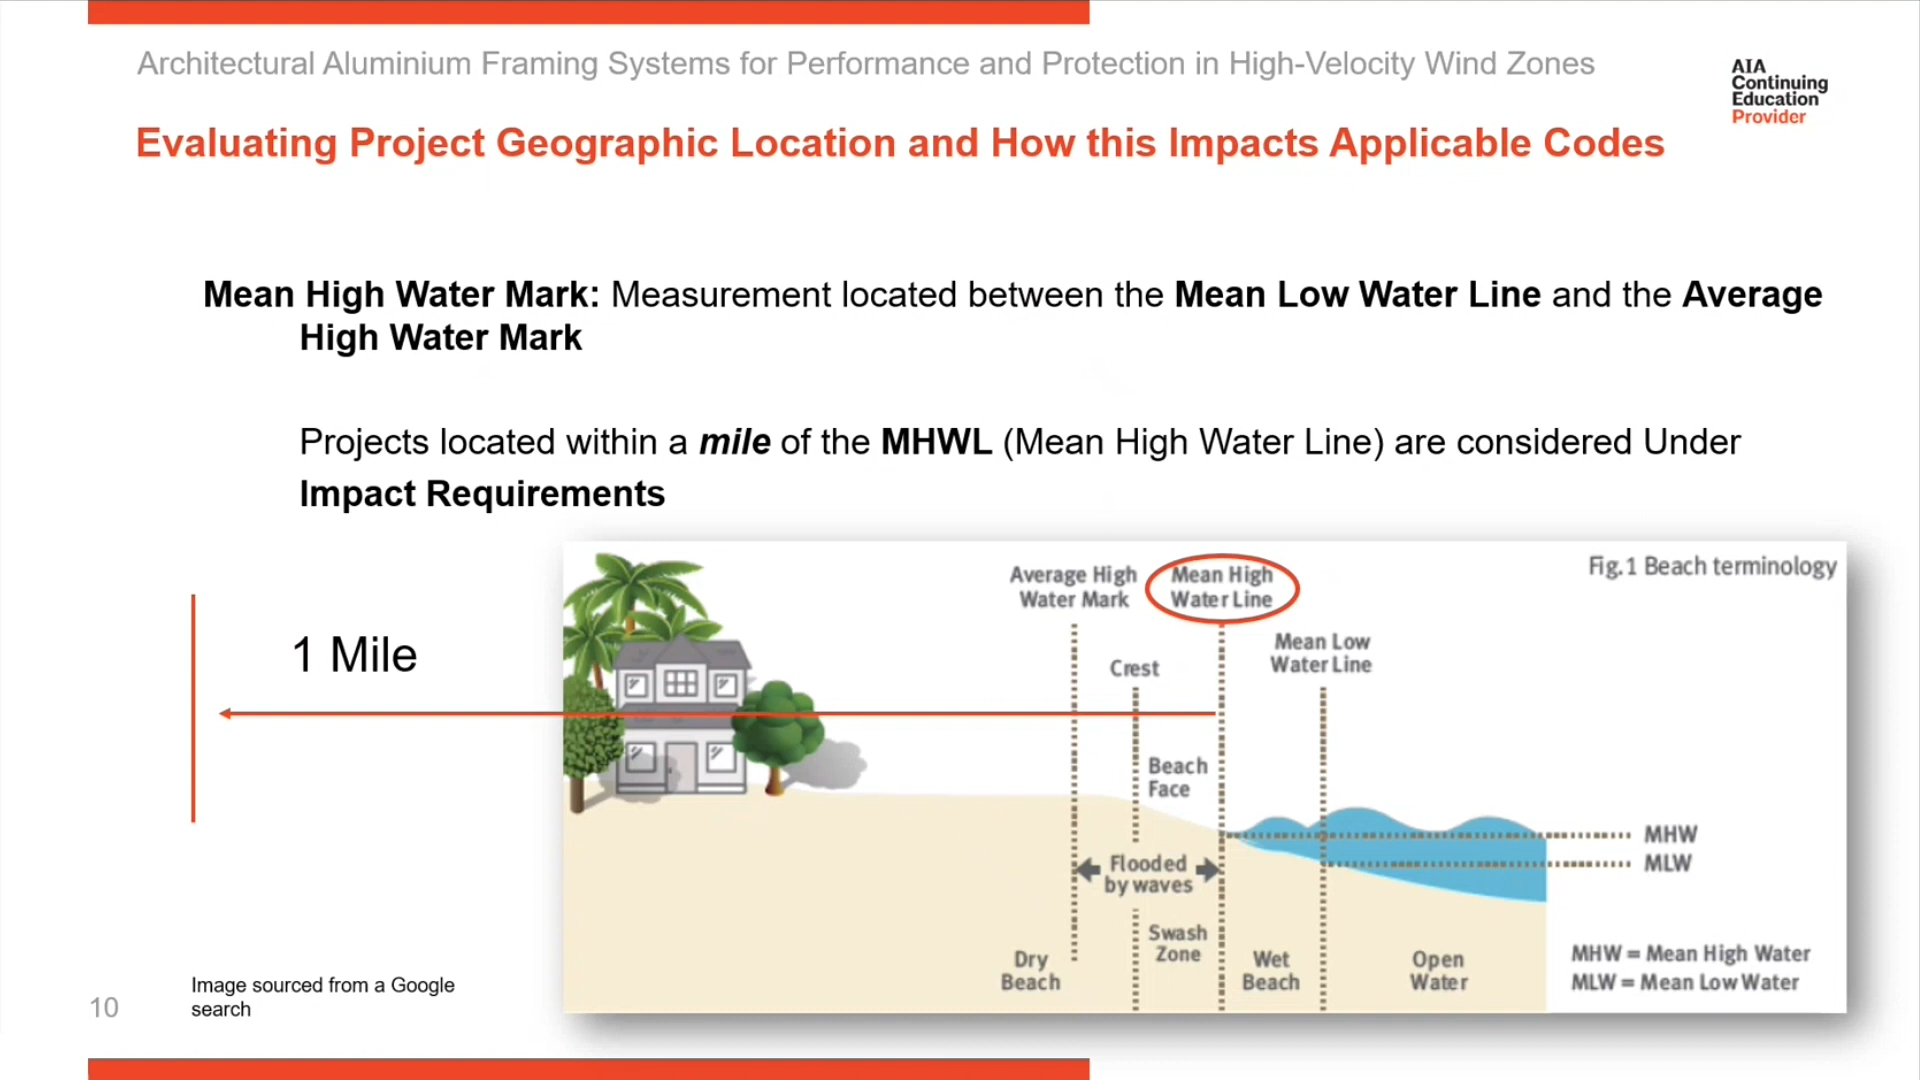 Architectural Aluminium Framing Systems for Performance and Protection in High-Velocity Wind Zones
AIA
Continuing
Education
Provider
Evaluating Project Geographic Location and How this Impacts Applicable Codes
Mean High Water Mark: Measurement located between the Mean Low Water Line and the Average
High Water Mark
Projects located within a mile of the MHWL (Mean High Water Line) are considered Under
Impact Requirements
Fig.1 Beach terminology
Average High
Water Mark
Mean High
Water Line
Mean Low
Water Line
Crest
1 Mile
Beach
Face
MHW
MLW
Flooded
by waves
Swash
Zone
Dry
Beach
Wet
Beach
Open
Water
MHW = Mean High Water
MLW = Mean Low Water
Image sourced from a Google
search
10